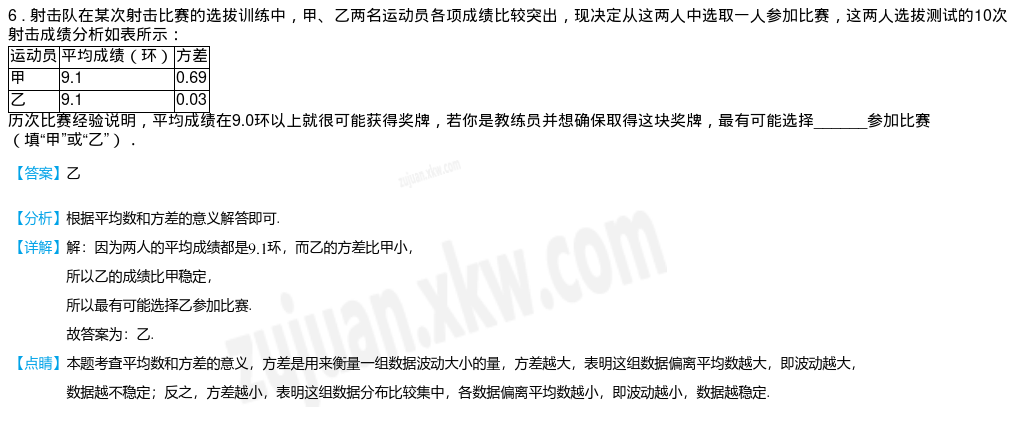 6．射击队在某次射击比赛的选拔训练中，甲、乙两名运动员各项成绩比较突出，现决定从这两人中选取一人参加比赛，这两人选拔测试的10次
射击成绩分析如表所示：
运动员 平均成绩（环） 方差
甲 9.1 0.69
乙 9.1 0.03
历次比赛经验说明，平均成绩在9.0环以上就很可能获得奖牌，若你是教练员并想确保取得这块奖牌，最有可能选择______参加比赛
（填“甲”或“乙”）．
【答案】乙
zujuan.xkw.com
【分析】根据平均数和方差的意义解答即可.
【详解】解：因为两人的平均成绩都是9.1环，而乙的方差比甲小，
所以乙的成绩比甲稳定，
所以最有可能选择乙参加比赛.
故答案为：乙.
zujuan.xkw.com
【点睛】本题考查平均数和方差的意义，方差是用来衡量一组数据波动大小的量，方差越大，表明这组数据偏离平均数越大，即波动越大，
数据越不稳定；反之，方差越小，表明这组数据分布比较集中，各数据偏离平均数越小，即波动越小，数据越稳定.